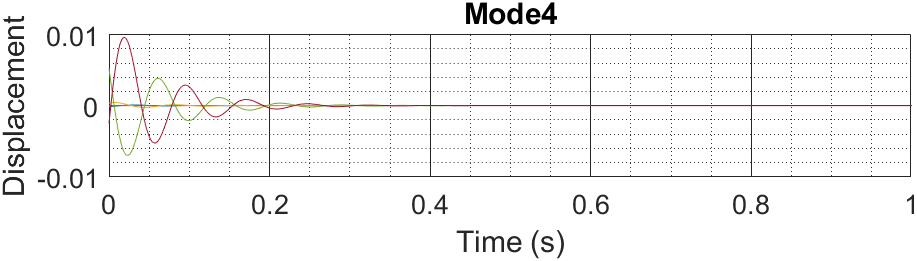 Mode4
Displacement
0.01
0
-0.01
0 0.2 0.4 0.6 0.8 1
Time (s)